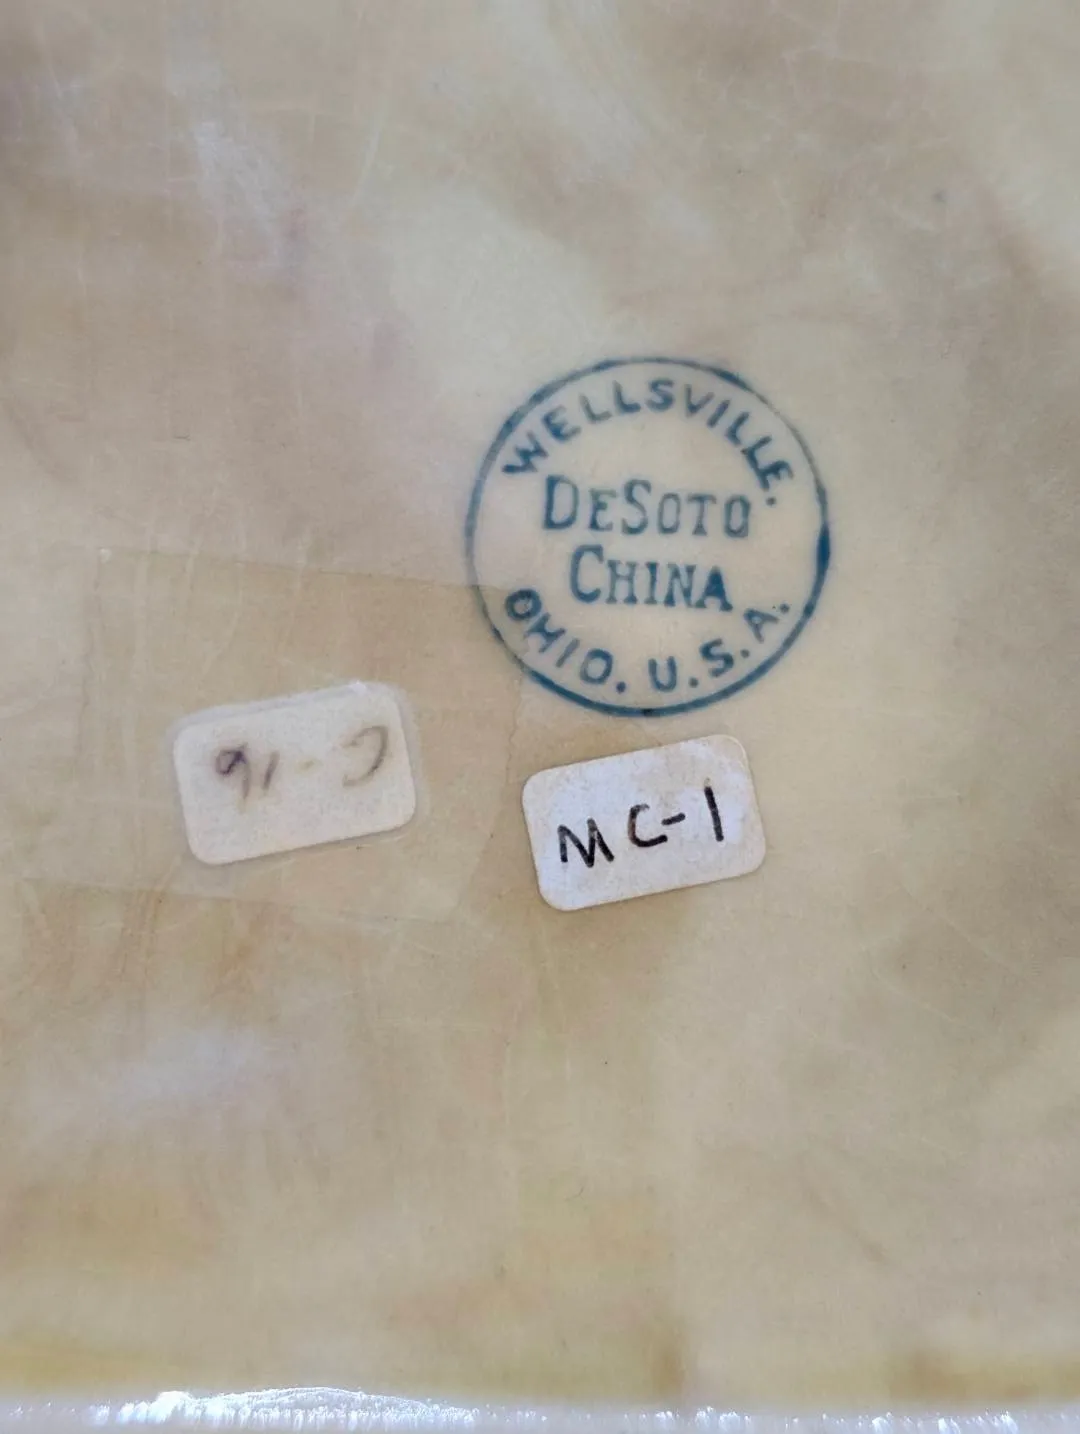 WELLSVILLE.
DESOTO
CHINA
OHIO. U.S.A.
C-16
MC-1